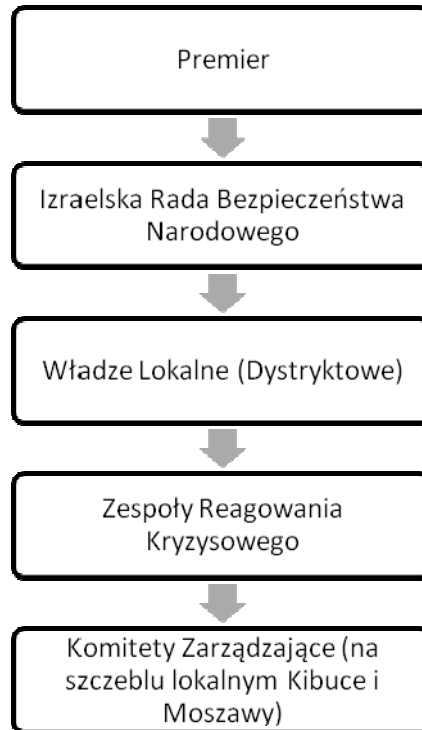 Premier
Izraelska Rada Bezpieczeństwa
Narodowego
Władze Lokalne (Dystryktowe)
Zespoły Reagowania
Kryzysowego
Komitety Zarządzające (na
szczeblu lokalnym Kibuce i
Moszawy)